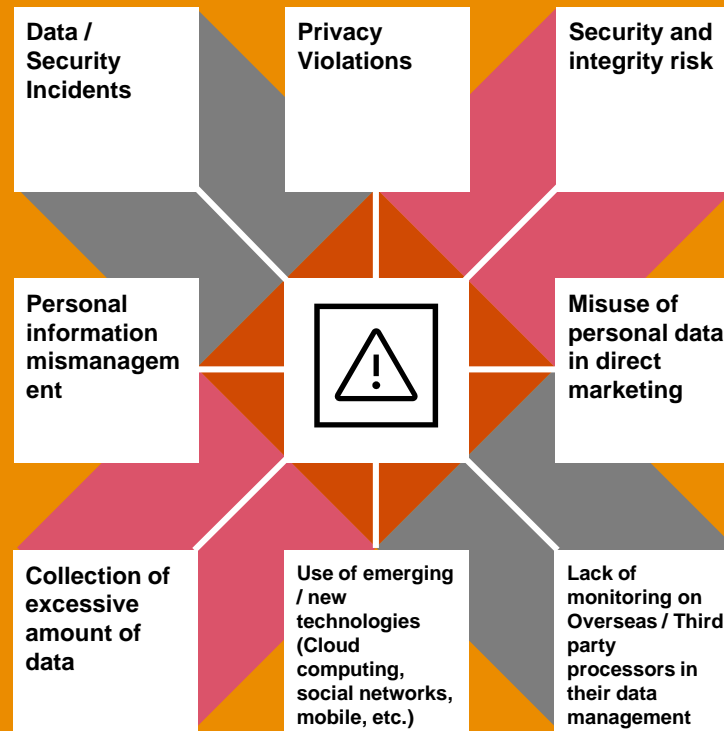 Data /
Security
Incidents
Privacy
Violations
Security and
integrity risk
Personal
information
mismanagem
ent
Misuse of
personal data
in direct
marketing
Collection of
excessive
amount of
data
Use of emerging
/ new
technologies
(Cloud
computing,
social networks,
mobile, etc.)
Lack of
monitoring on
Overseas / Third
party
processors in
their data
management